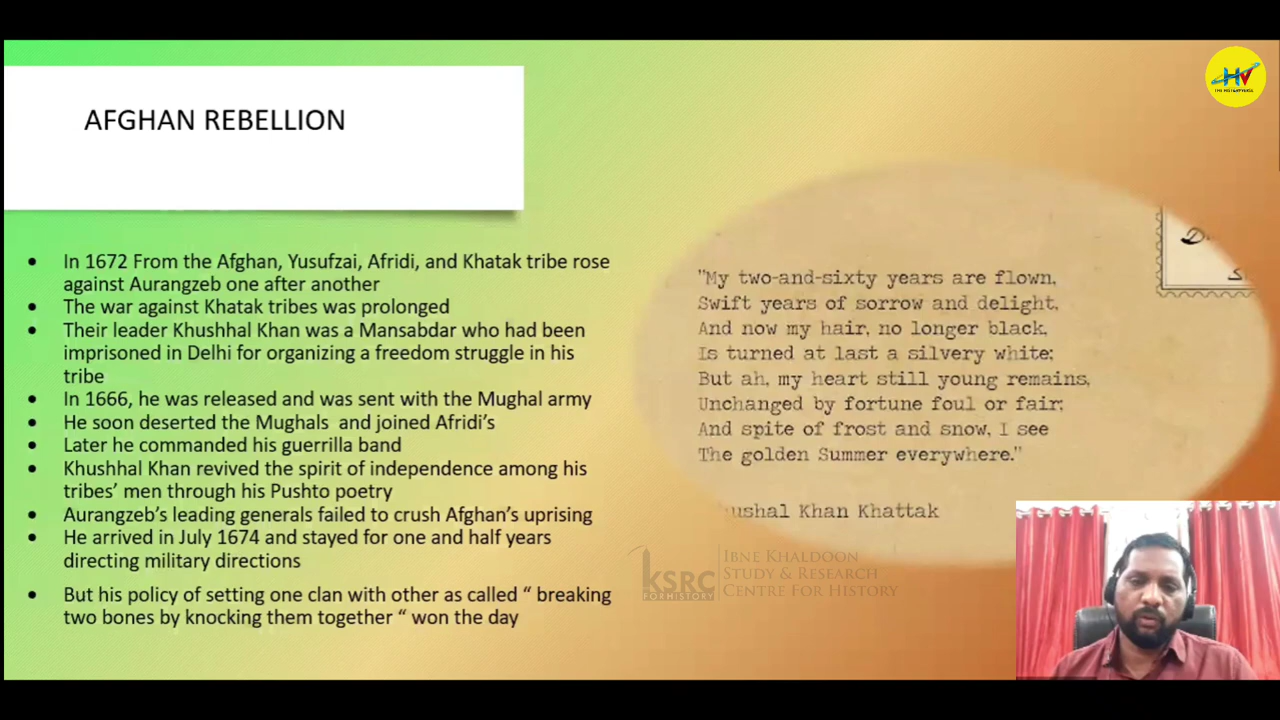 AFGHAN REBELLION
In 1672 From the Afghan, Yusufzai, Afridi, and Khatak tribe rose
against Aurangzeb one after another
The war against Khatak tribes was prolonged
Their leader Khushhal Khan was a Mansabdar who had been
imprisoned in Delhi for organizing a freedom struggle in his
tribe
In 1666, he was released and was sent with the Mughal army
He soon deserted the Mughals and joined Afridi's
Later he commanded his guerrilla band
Khushhal Khan revived the spirit of independence among his
tribes' men through his Pushto poetry
Aurangzeb's leading generals failed to crush Afghan's uprising
He arrived in July 1674 and stayed for one and half years
directing military directions
But his policy of setting one clan with other as called “ breaking
two bones by knocking them together “ won the day
"My two-and-sixty years are flown,
Swift years of sorrow and delight,
And now my hair, no longer black,
Is turned at last a silvery white;
But ah, my heart still young remains,
Unchanged by fortune foul or fair;
And spite of frost and snow, I see
The golden Summer everywhere."
ushal Khan Khattak
KSRC
FORHISTORY
IBNE KHALDOON
STUDY & RESEARCH
CENTRE FOR HISTORY
HV